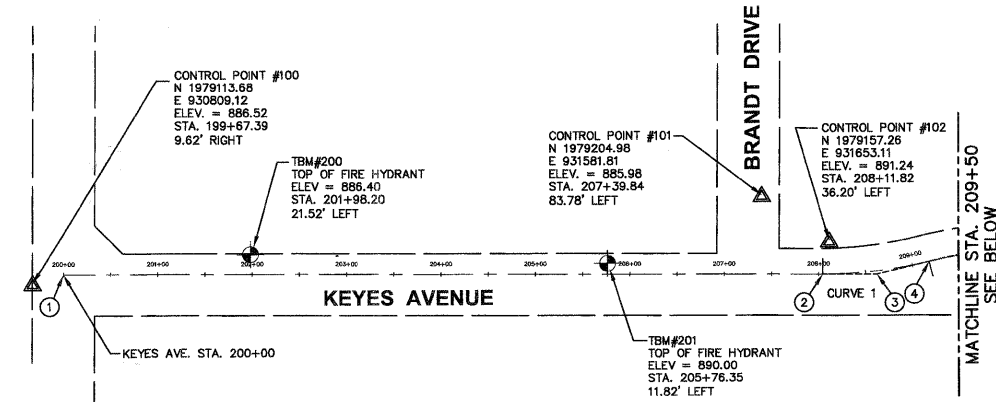 CONTROL POINT #100
N 1979113.68
E 930809.12
ELEV. = 886.52
STA. 199+67.39
9.62' RIGHT
TBM#200
TOP OF FIRE HYDRANT
ELEV = 886.40
STA. 201+98.20
21.52' LEFT
CONTROL POINT #101
N 1979204.98
E 931581.81
ELEV. = 885.98
STA. 207+39.84
83.78' LEFT
BRANDT DRIVE
CONTROL POINT #102
N 1979157.26
E 931653.11
ELEV. = 891.24
STA. 208+11.82
36.20' LEFT
MATCHLINE STA. 209+50
SEE BELOW
200+00
201+00
202+00
203+00
204+00
205+00
206+00
207+00
208+00
209+00
1
KEYES AVENUE
2
CURVE 1
3
4
KEYES AVE. STA. 200+00
TBM#201
TOP OF FIRE HYDRANT
ELEV = 890.00
STA. 205+76.35
11.82' LEFT